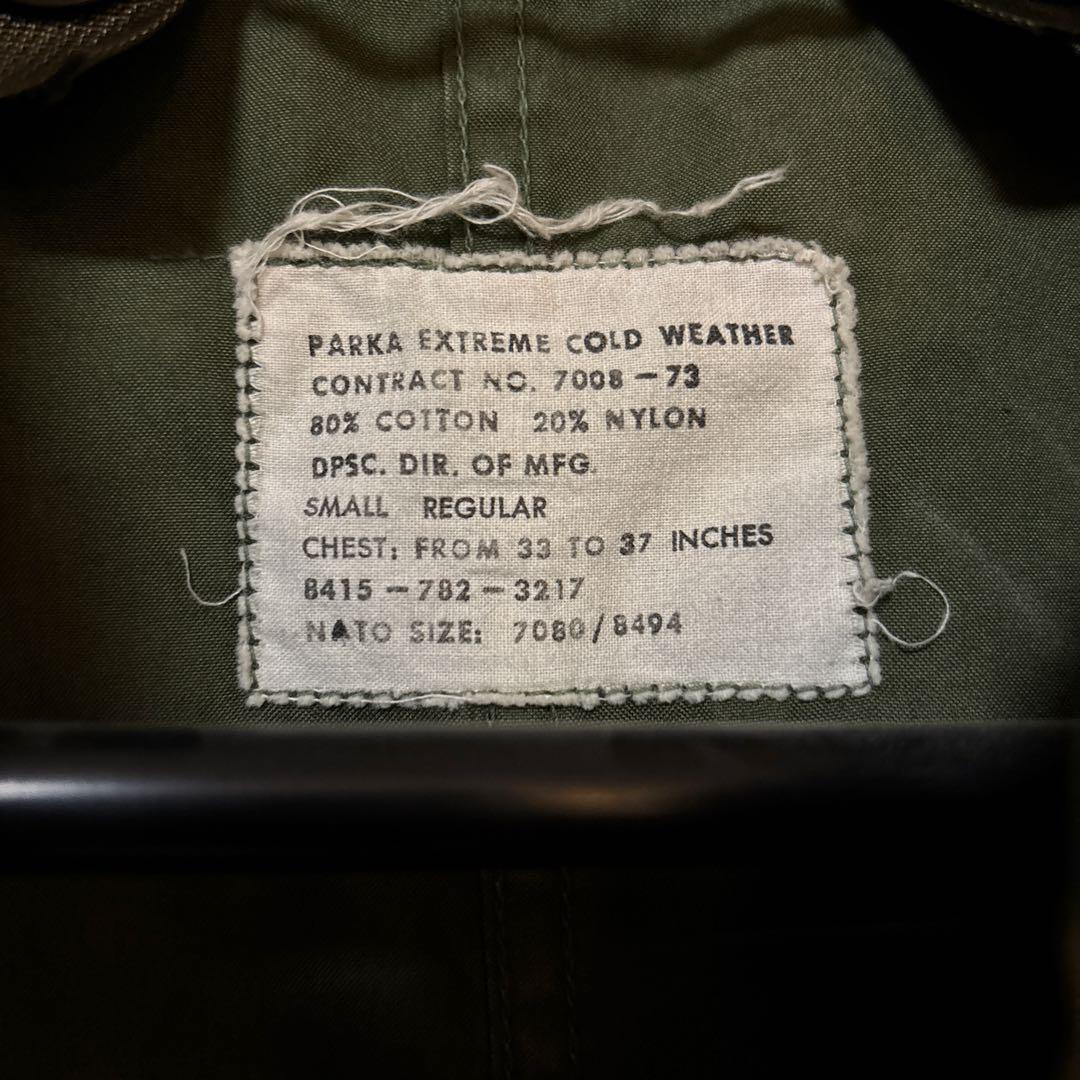 PARKA EXTREME COLD WEATHER
CONTRACT NO. 7008-73
80% COTTON 20% NYLON
DPSC. DIR. OF MFG.
SMALL REGULAR
CHEST: FROM 33 TO 37 INCHES
8415-782-3217
NATO SIZE: 7080/8494